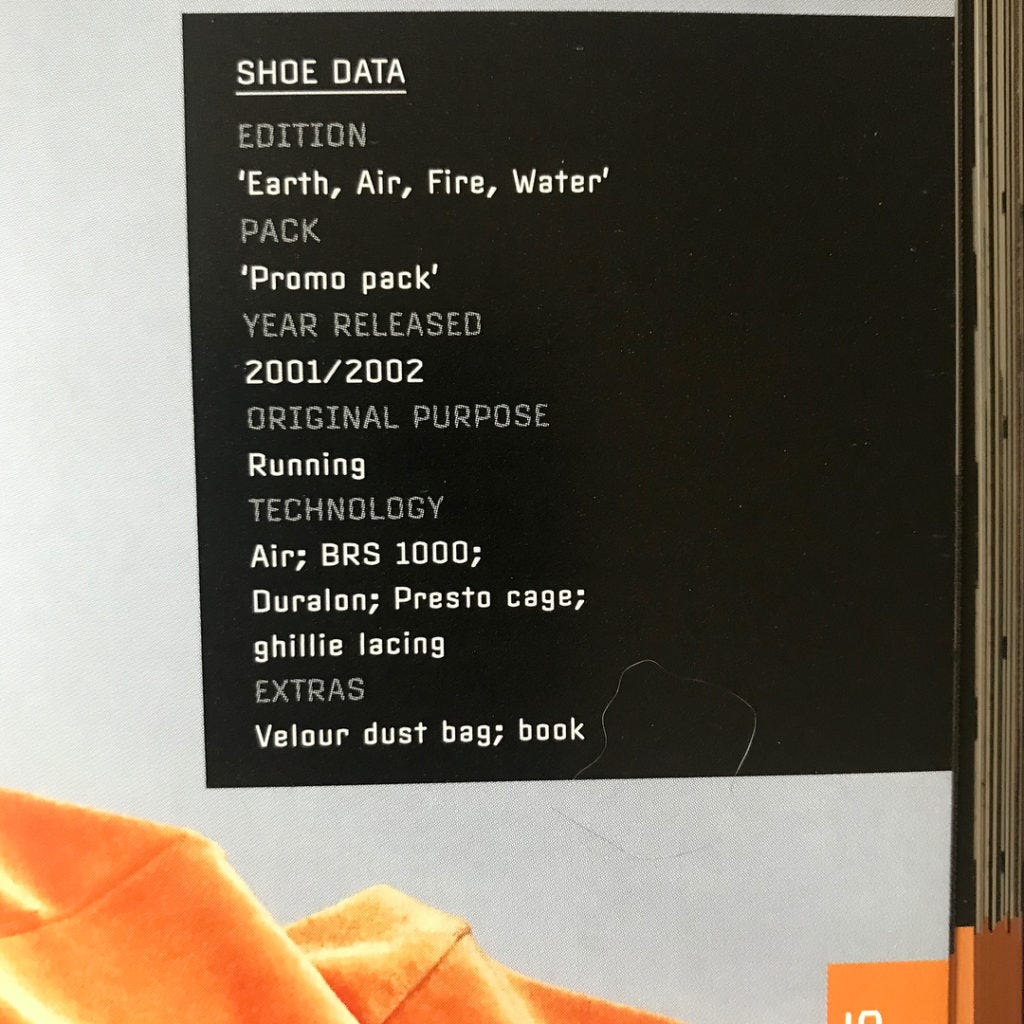 SHOE DATA
EDITION
'Earth, Air, Fire, Water'
PACK
'Promo pack'
YEAR RELEASED
2001/2002
ORIGINAL PURPOSE
Running
TECHNOLOGY
Air; BRS 1000;
Duralon; Presto cage;
ghillie lacing
EXTRAS
Velour dust bag; book